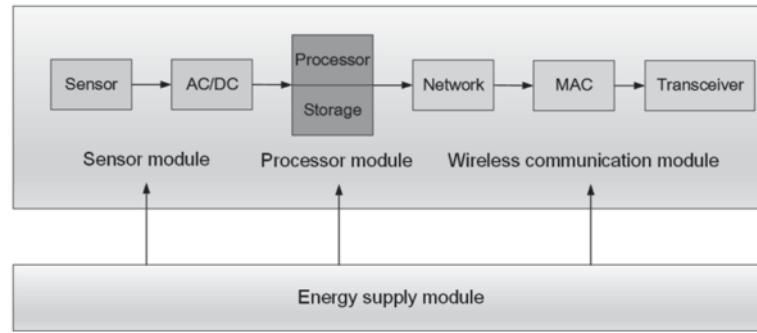 Sensor
AC/DC
Processor
Storage
Network
MAC
Transceiver
Sensor module
Processor module
Wireless communication module
Energy supply module